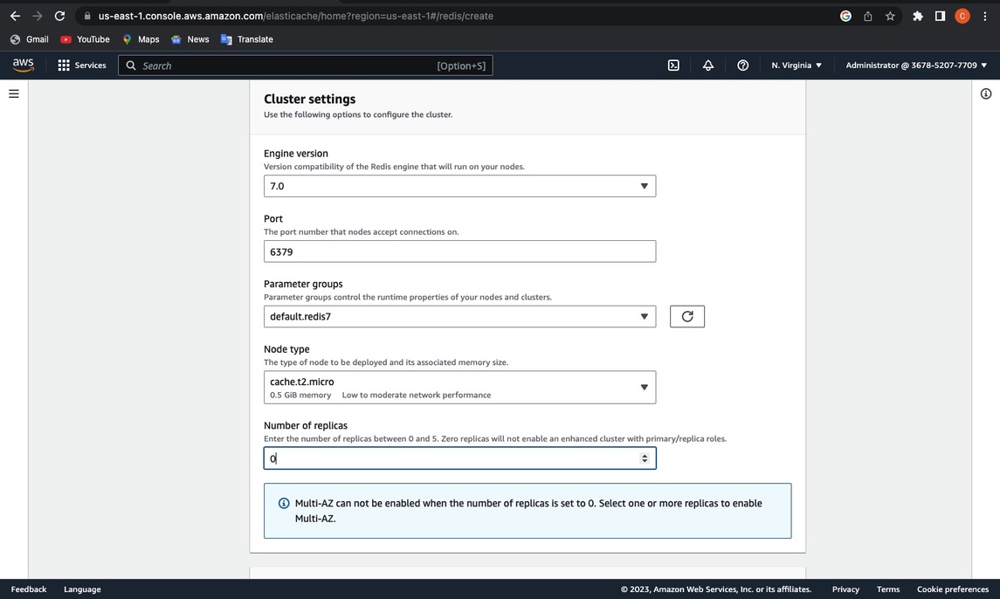 us-east-1.console.aws.amazon.com/elasticache/home?region=us-east-1#/redis/create
C
Gmail YouTube Maps News Translate
aws Services Search [Option+S] N. Virginia Administrator @ 3678-5207-7709
Cluster settings
Use the following options to configure the cluster.
Engine version
Version compatibility of the Redis engine that will run on your nodes.
7.0
Port
The port number that nodes accept connections on.
6379
Parameter groups
Parameter groups control the runtime properties of your nodes and clusters.
default.redis7
Node type
The type of node to be deployed and its associated memory size.
cache.t2.micro
0.5 GiB memory Low to moderate network performance
Number of replicas
Enter the number of replicas between 0 and 5. Zero replicas will not enable an enhanced cluster with primary/replica roles.
0
Multi-AZ can not be enabled when the number of replicas is set to 0. Select one or more replicas to enable
Multi-AZ.
Feedback Language © 2023, Amazon Web Services, Inc. or its affiliates. Privacy Terms Cookie preferences